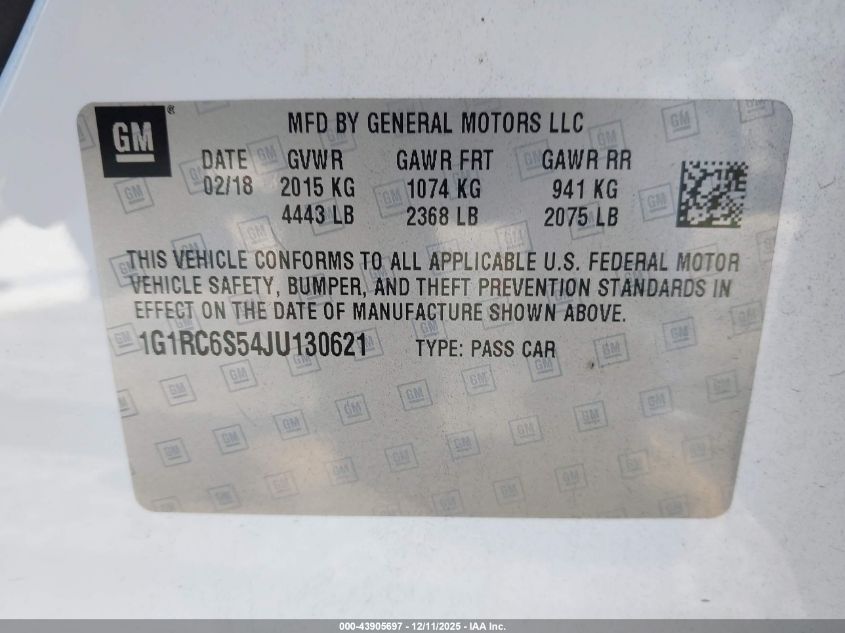 GM ®
MFD BY GENERAL MOTORS LLC
DATE GVWR GAWR FRT GAWR RR
02/18 2015 KG 1074 KG 941 KG
4443 LB 2368 LB 2075 LB
THIS VEHICLE CONFORMS TO ALL APPLICABLE U.S. FEDERAL MOTOR
VEHICLE SAFETY, BUMPER, AND THEFT PREVENTION STANDARDS IN
EFFECT ON THE DATE OF MANUFACTURE SHOWN ABOVE.
1G1RC6S54JU130621 TYPE: PASS CAR
000-43905697 - 12/11/2025 - IAA Inc.